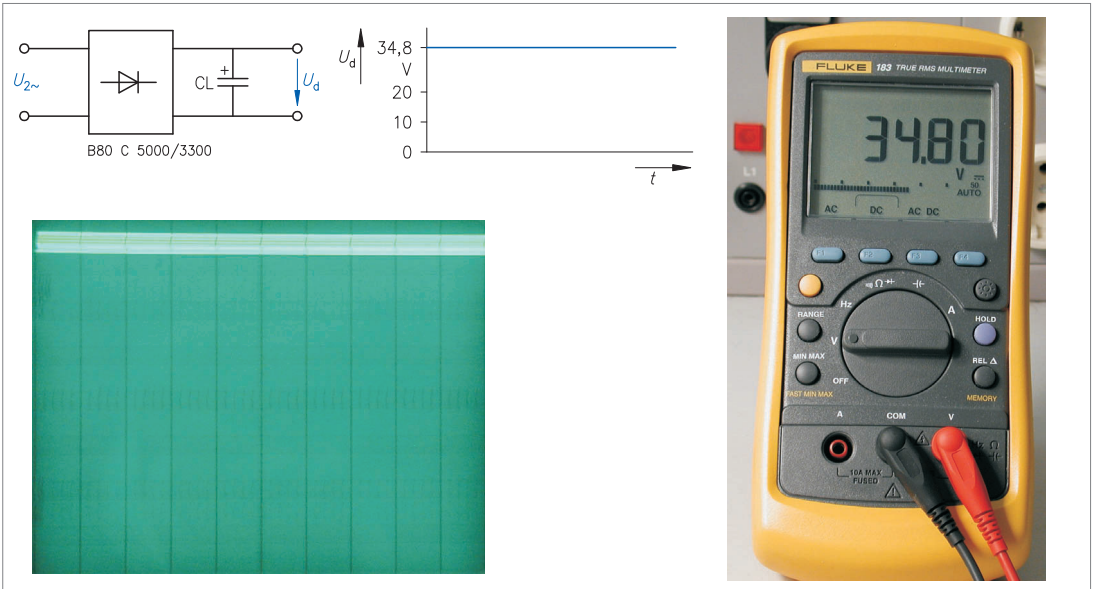 U2~
CL
+
Ud
B80 C 5000/3300
Ud
34,8
V
20
10
0
t
FLUKE 183 TRUE RMS MULTIMETER
34.80
V
50
AUTO
AC DC AC DC
F1 F2 F3 F4
L1
Hz
Ω
A
RANGE
HOLD
V
MIN MAX
REL Δ
OFF
FAST MIN MAX
MEMORY
A COM V
Ω
10A MAX
FUSED